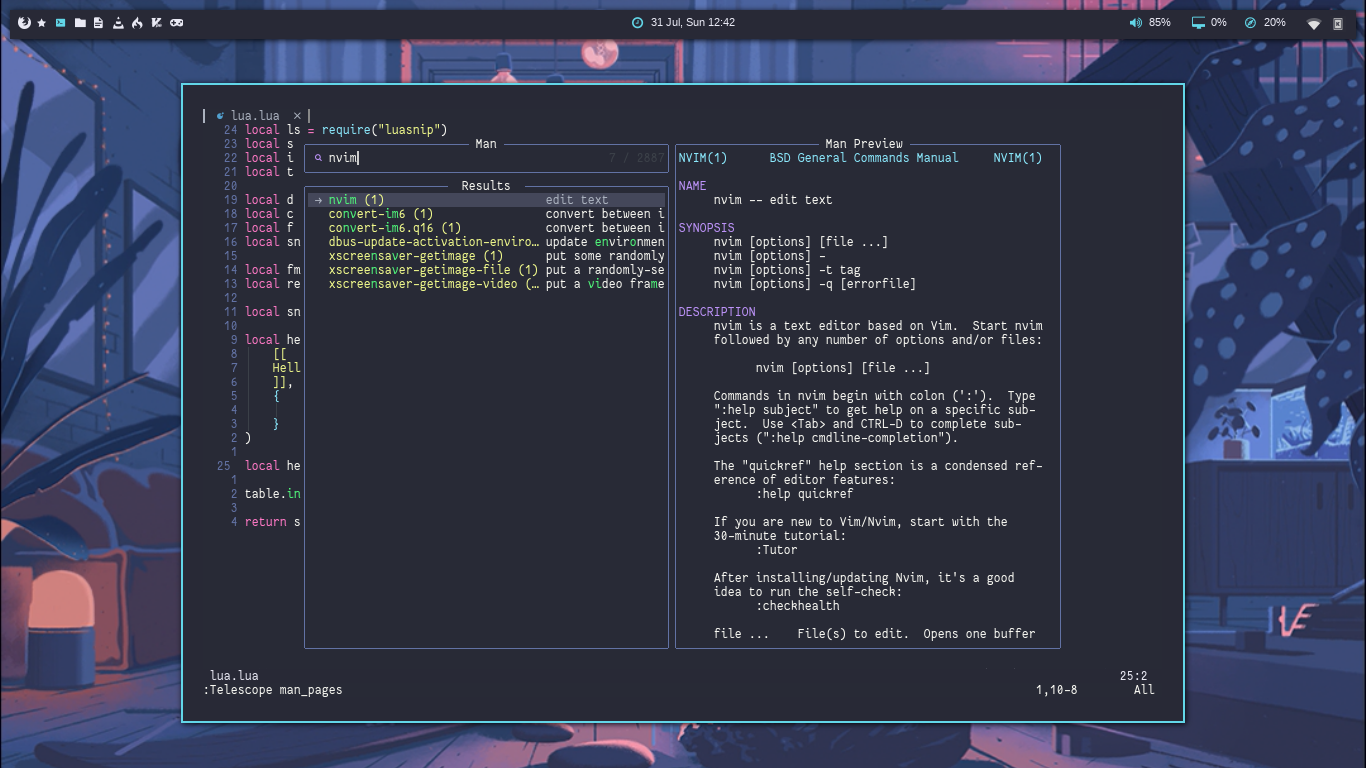 31 Jul, Sun 12:42
85%
0%
20%
lua.lua ×
24 local ls = require("luasnip")
23 local s
22 local i
21 local t
20
19 local d
18 local c
17 local f
16 local sn
15
14 local fm
13 local re
12
11 local sn
10
9 local he
8 [[
7 Hell
6 ]],
5 {
4
3 }
2 )
1
25 local he
1
2 table.in
3
4 return s
Man
nvim
7 / 2887
Results
→ nvim (1) edit text
convert-im6 (1) convert between i
convert-im6.q16 (1) convert between i
dbus-update-activation-enviro… update environmen
xscreensaver-getimage (1) put some randomly
xscreensaver-getimage-file (1) put a randomly-se
xscreensaver-getimage-video (… put a video frame
Man Preview
NVIM(1) BSD General Commands Manual NVIM(1)
NAME
nvim -- edit text
SYNOPSIS
nvim [options] [file ...]
nvim [options] -
nvim [options] -t tag
nvim [options] -q [errorfile]
DESCRIPTION
nvim is a text editor based on Vim. Start nvim
followed by any number of options and/or files:
nvim [options] [file ...]
Commands in nvim begin with colon (':'). Type
":help subject" to get help on a specific sub-
ject. Use <Tab> and CTRL-D to complete sub-
jects (":help cmdline-completion").
The "quickref" help section is a condensed ref-
erence of editor features:
:help quickref
If you are new to Vim/Nvim, start with the
30-minute tutorial:
:Tutor
After installing/updating Nvim, it's a good
idea to run the self-check:
:checkhealth
file ... File(s) to edit. Opens one buffer
lua.lua 25:2
:Telescope man_pages 1,10-8 All